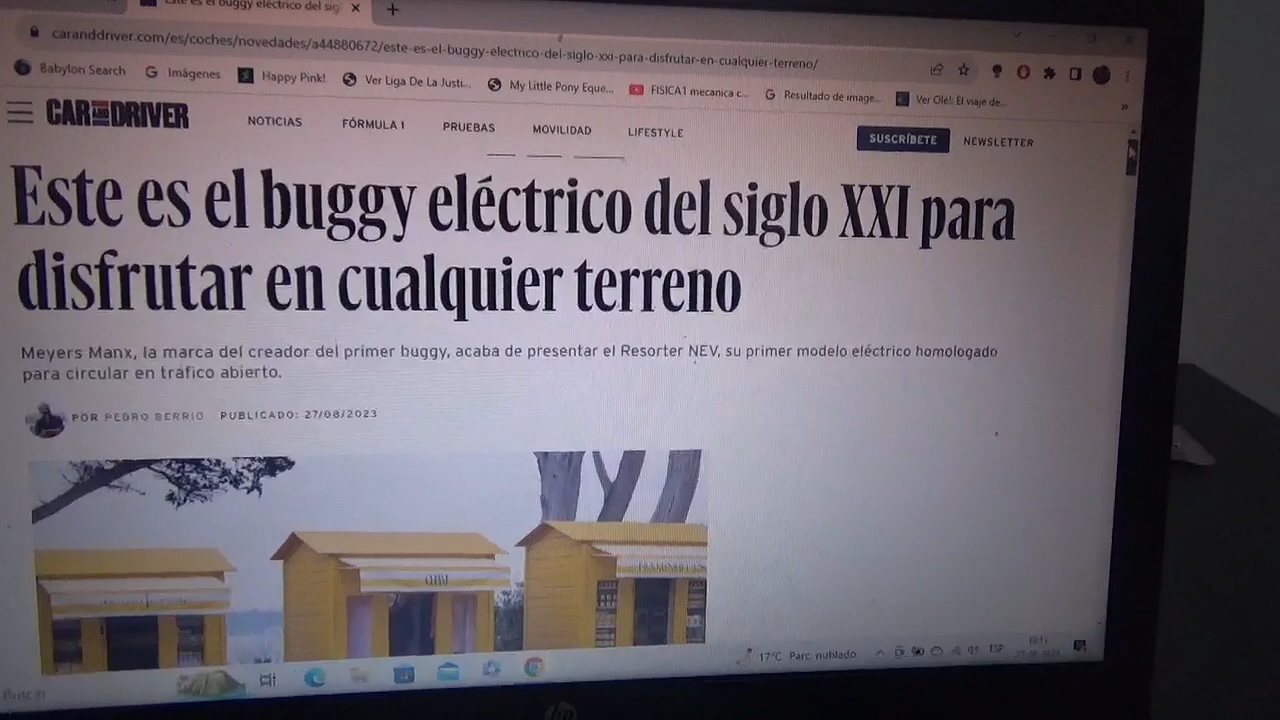 Este es el buggy eléctrico del sig
caranddriver.com/es/coches/novedades/a44880672/este-es-el-buggy-electrico-del-siglo-xxi-para-disfrutar-en-cualquier-terreno/
Babylon Search Imágenes Happy Pink! Ver Liga De La Justi... My Little Pony Eque... FISICA1 mecanica c... Resultado de image... Ver Olé!: El viaje de...
CAR AND DRIVER NOTICIAS FÓRMULA 1 PRUEBAS MOVILIDAD LIFESTYLE SUSCRÍBETE NEWSLETTER
Este es el buggy eléctrico del siglo XXI para
disfrutar en cualquier terreno
Meyers Manx, la marca del creador del primer buggy, acaba de presentar el Resorter NEV, su primer modelo eléctrico homologado
para circular en tráfico abierto.
POR PEDRO BERRIO PUBLICADO: 27/08/2023
17°C Parc. nublado ESP
Buscar
hp